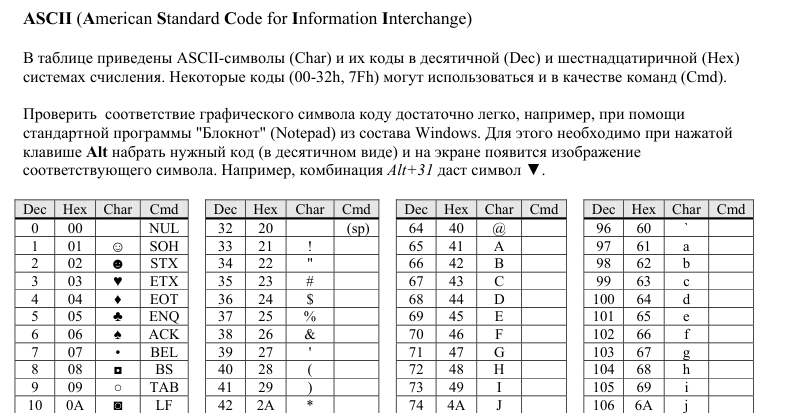 ASCII (American Standard Code for Information Interchange)
В таблице приведены ASCII-символы (Char) и их коды в десятичной (Dec) и шестнадцатиричной (Hex)
системах счисления. Некоторые коды (00-32h, 7Fh) могут использоваться и в качестве команд (Cmd).
Проверить соответствие графического символа коду достаточно легко, например, при помощи
стандартной программы "Блокнот" (Notepad) из состава Windows. Для этого необходимо при нажатой
клавише Alt набрать нужный код (в десятичном виде) и на экране появится изображение
соответствующего символа. Например, комбинация Alt+31 даст символ ▼.
Dec Hex Char Cmd Dec Hex Char Cmd Dec Hex Char Cmd Dec Hex Char Cmd
0 00 NUL 32 20 (sp) 64 40 @ 96 60 `
1 01 ☺ SOH 33 21 ! 65 41 A 97 61 a
2 02 ☻ STX 34 22 " 66 42 B 98 62 b
3 03 ♥ ETX 35 23 # 67 43 C 99 63 c
4 04 ♦ EOT 36 24 $ 68 44 D 100 64 d
5 05 ♣ ENQ 37 25 % 69 45 E 101 65 e
6 06 ♠ ACK 38 26 & 70 46 F 102 66 f
7 07 • BEL 39 27 ' 71 47 G 103 67 g
8 08 ◘ BS 40 28 ( 72 48 H 104 68 h
9 09 ○ TAB 41 29 ) 73 49 I 105 69 i
10 0A ◙ LF 42 2A * 74 4A J 106 6A j